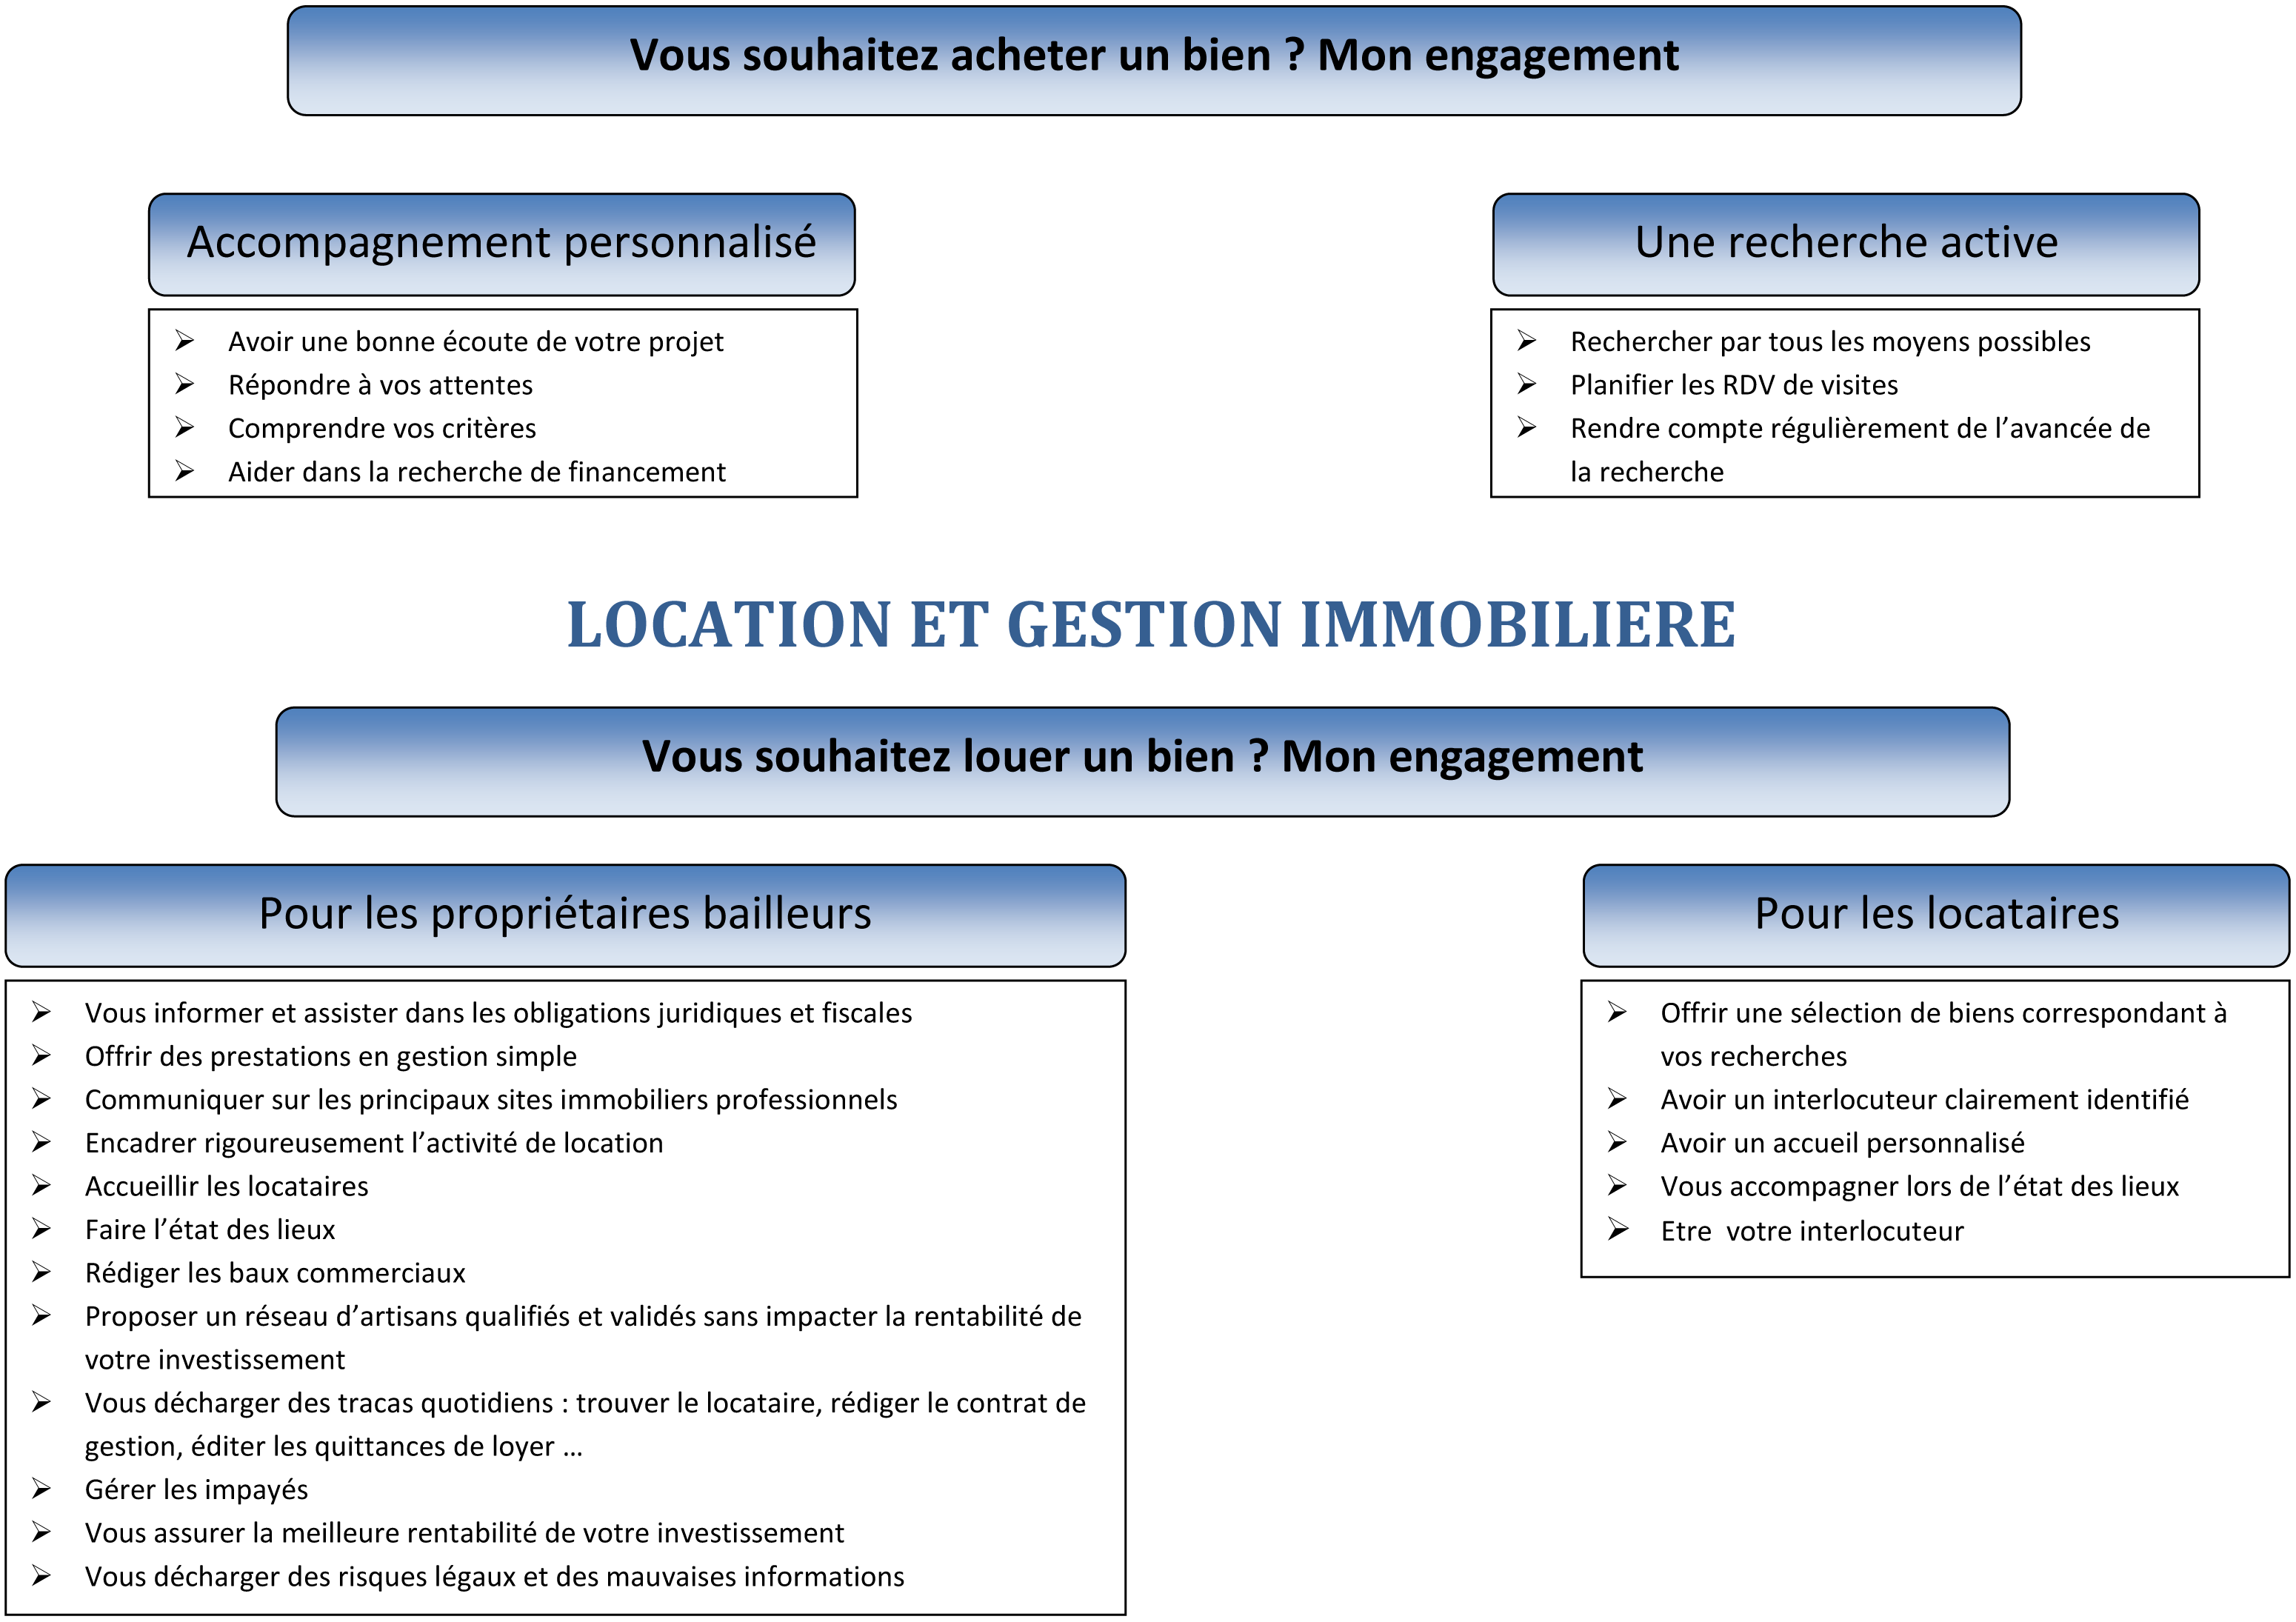 Vous souhaitez acheter un bien ? Mon engagement
Accompagnement personnalisé
Avoir une bonne écoute de votre projet
Répondre à vos attentes
Comprendre vos critères
Aider dans la recherche de financement
Une recherche active
Rechercher par tous les moyens possibles
Planifier les RDV de visites
Rendre compte régulièrement de l’avancée de
la recherche
LOCATION ET GESTION IMMOBILIERE
Vous souhaitez louer un bien ? Mon engagement
Pour les propriétaires bailleurs
Vous informer et assister dans les obligations juridiques et fiscales
Offrir des prestations en gestion simple
Communiquer sur les principaux sites immobiliers professionnels
Encadrer rigoureusement l’activité de location
Accueillir les locataires
Faire l’état des lieux
Rédiger les baux commerciaux
Proposer un réseau d’artisans qualifiés et validés sans impacter la rentabilité de
votre investissement
Vous décharger des tracas quotidiens : trouver le locataire, rédiger le contrat de
gestion, éditer les quittances de loyer …
Gérer les impayés
Vous assurer la meilleure rentabilité de votre investissement
Vous décharger des risques légaux et des mauvaises informations
Pour les locataires
Offrir une sélection de biens correspondant à
vos recherches
Avoir un interlocuteur clairement identifié
Avoir un accueil personnalisé
Vous accompagner lors de l’état des lieux
Etre  votre interlocuteur